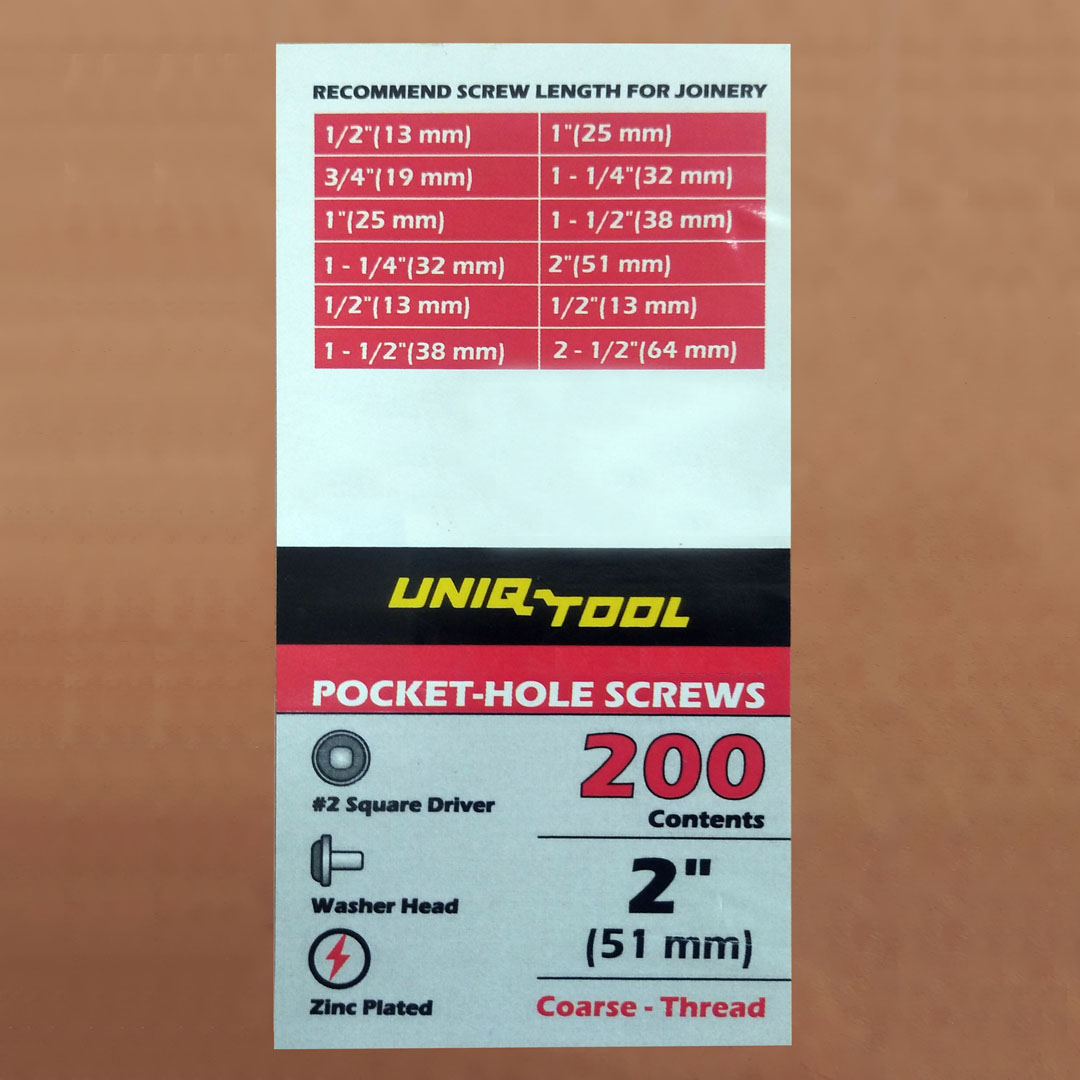 RECOMMEND SCREW LENGTH FOR JOINERY
1/2"(13 mm) 1"(25 mm)
3/4"(19 mm) 1 - 1/4"(32 mm)
1"(25 mm) 1 - 1/2"(38 mm)
1 - 1/4"(32 mm) 2"(51 mm)
1/2"(13 mm) 1/2"(13 mm)
1 - 1/2"(38 mm) 2 - 1/2"(64 mm)
UNIQ-TOOL
POCKET-HOLE SCREWS
#2 Square Driver
Washer Head
Zinc Plated
200
Contents
2"
(51 mm)
Coarse - Thread